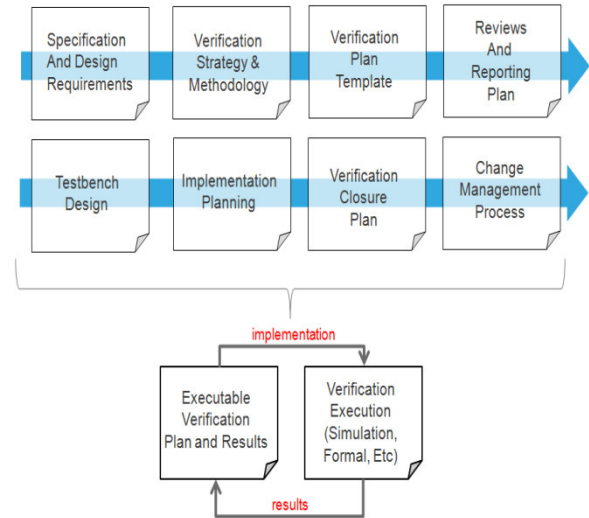 Specification
And Design
Requirements
Verification
Strategy &
Methodology
Verification
Plan
Template
Reviews
And
Reporting
Plan
Testbench
Design
Implementation
Planning
Verification
Closure
Plan
Change
Management
Process
implementation
Executable
Verification
Plan and Results
Verification
Execution
(Simulation,
Formal, Etc)
results